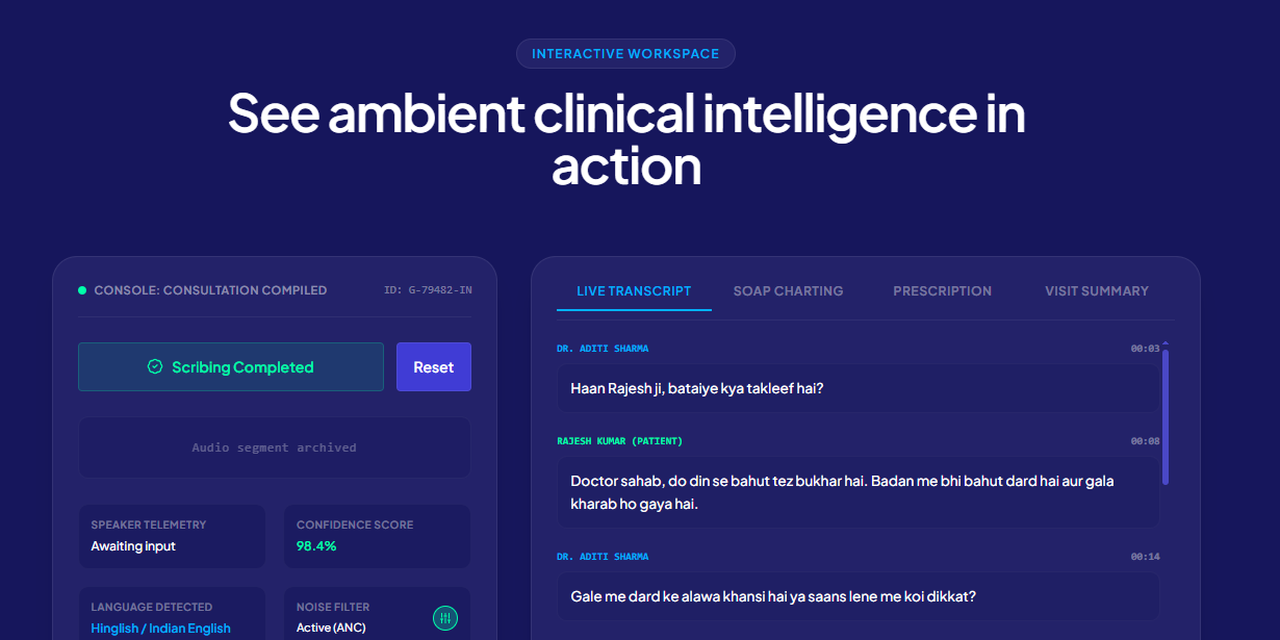 INTERACTIVE WORKSPACE
See ambient clinical intelligence in
action
CONSOLE: CONSULTATION COMPILED
ID: G-79482-IN
Scribing Completed
Reset
Audio segment archived
SPEAKER TELEMETRY
Awaiting input
CONFIDENCE SCORE
98.4%
LANGUAGE DETECTED
Hinglish / Indian English
NOISE FILTER
Active (ANC)
LIVE TRANSCRIPT
SOAP CHARTING
PRESCRIPTION
VISIT SUMMARY
DR. ADITI SHARMA
00:03
Haan Rajesh ji, bataiye kya takleef hai?
RAJESH KUMAR (PATIENT)
00:08
Doctor sahab, do din se bahut tez bukhar hai. Badan me bhi bahut dard hai aur gala
kharab ho gaya hai.
DR. ADITI SHARMA
00:14
Gale me dard ke alawa khansi hai ya saans lene me koi dikkat?